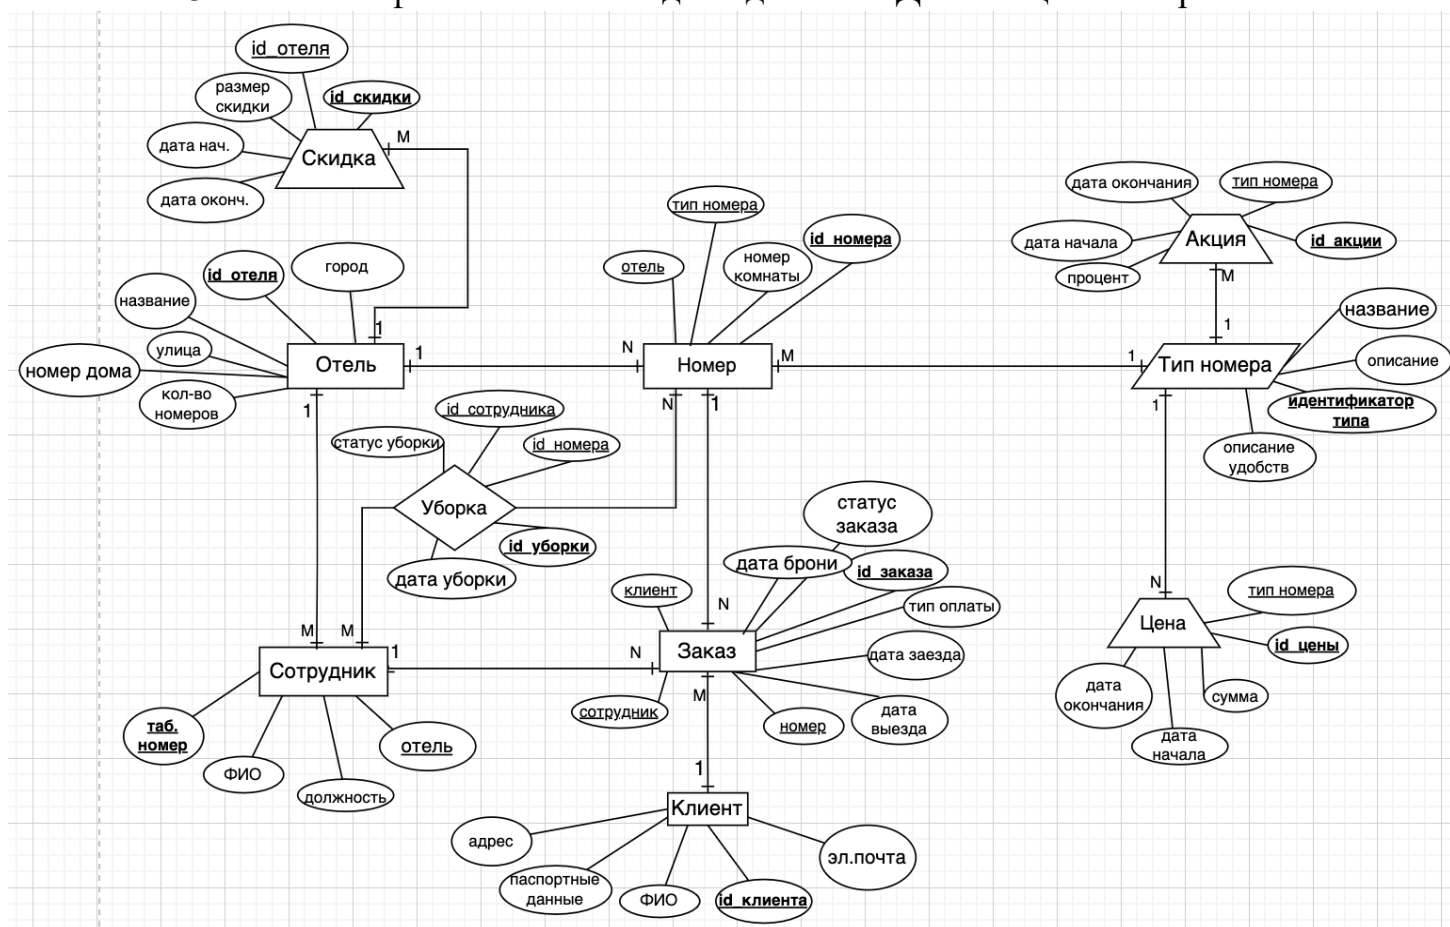 id_отеля
размер
скидки
id_скидки
дата нач.
дата оконч.
Скидка
M
тип номера
id_номера
отель
номер
комнаты
дата окончания
тип номера
Акция
дата начала
id_акции
процент
M
1
id_отеля
город
название
улица
номер дома
кол-во
номеров
1
Отель
1
1
N
Номер
M
N
1
1
Тип номера
1
название
описание
идентификатор
типа
описание
удобств
id_сотрудника
статус уборки
id_номера
Уборка
id_уборки
дата уборки
статус
заказа
дата брони
id_заказа
клиент
тип оплаты
N
Заказ
дата заезда
N
M
сотрудник
номер
дата
выезда
M
M
1
Сотрудник
таб.
номер
ФИО
должность
отель
N
Цена
тип номера
id_цены
дата
окончания
сумма
дата
начала
1
Клиент
адрес
паспортные
данные
ФИО
id_клиента
эл.почта